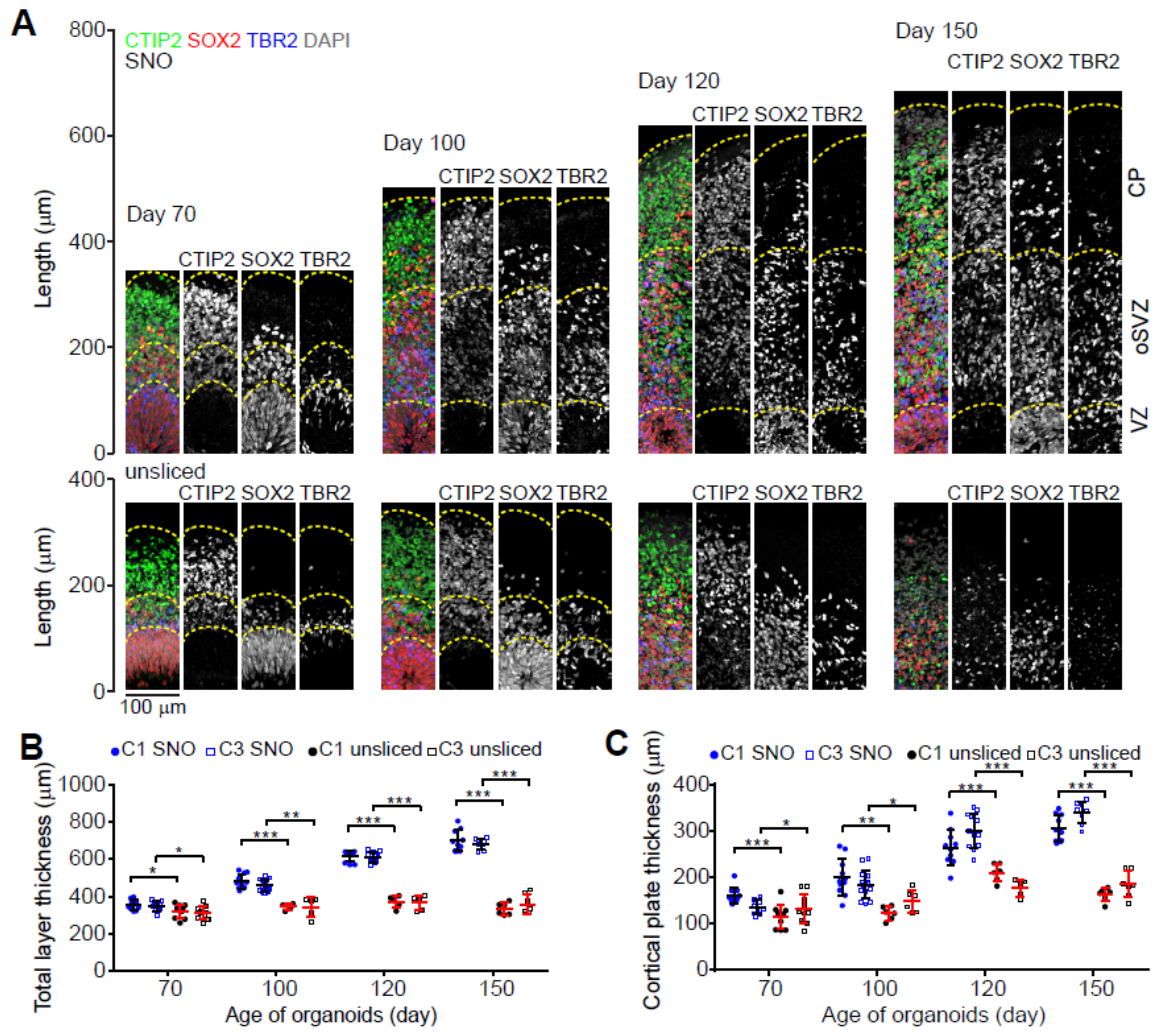 A
CTIP2 SOX2 TBR2 DAPI
SNO
Day 70
CTIP2 SOX2 TBR2
Day 100
CTIP2 SOX2 TBR2
Day 120
CTIP2 SOX2 TBR2
Day 150
CTIP2 SOX2 TBR2
Length (μm)
800
600
400
200
0
CP
oSVZ
VZ
unsliced
CTIP2 SOX2 TBR2
CTIP2 SOX2 TBR2
CTIP2 SOX2 TBR2
CTIP2 SOX2 TBR2
Length (μm)
400
200
0
100 μm
B
C1 SNO C3 SNO C1 unsliced C3 unsliced
Total layer thickness (μm)
1000
800
600
400
200
0
* *
*** **
*** ***
*** ***
70 100 120 150
Age of organoids (day)
C
C1 SNO C3 SNO C1 unsliced C3 unsliced
Cortical plate thickness (μm)
400
300
200
100
0
*** *
** *
*** ***
*** ***
70 100 120 150
Age of organoids (day)